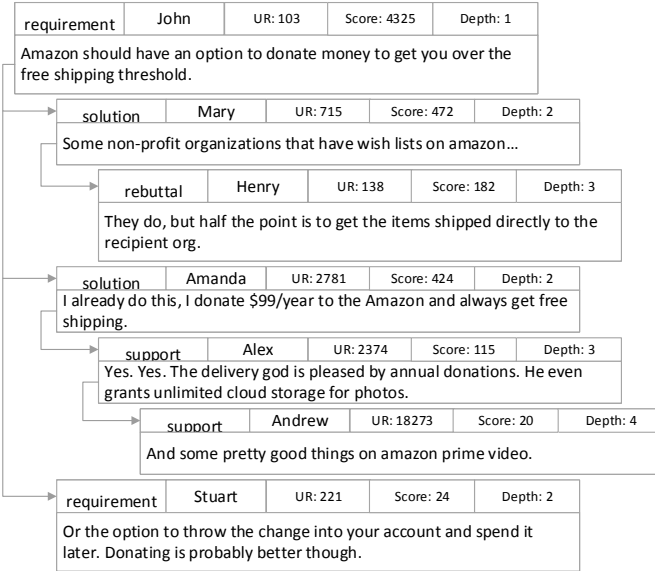 requirement John UR: 103 Score: 4325 Depth: 1
Amazon should have an option to donate money to get you over the
free shipping threshold.
solution Mary UR: 715 Score: 472 Depth: 2
Some non-profit organizations that have wish lists on amazon...
rebuttal Henry UR: 138 Score: 182 Depth: 3
They do, but half the point is to get the items shipped directly to the
recipient org.
solution Amanda UR: 2781 Score: 424 Depth: 2
I already do this, I donate $99/year to the Amazon and always get free
shipping.
support Alex UR: 2374 Score: 115 Depth: 3
Yes. Yes. The delivery god is pleased by annual donations. He even
grants unlimited cloud storage for photos.
support Andrew UR: 18273 Score: 20 Depth: 4
And some pretty good things on amazon prime video.
requirement Stuart UR: 221 Score: 24 Depth: 2
Or the option to throw the change into your account and spend it
later. Donating is probably better though.